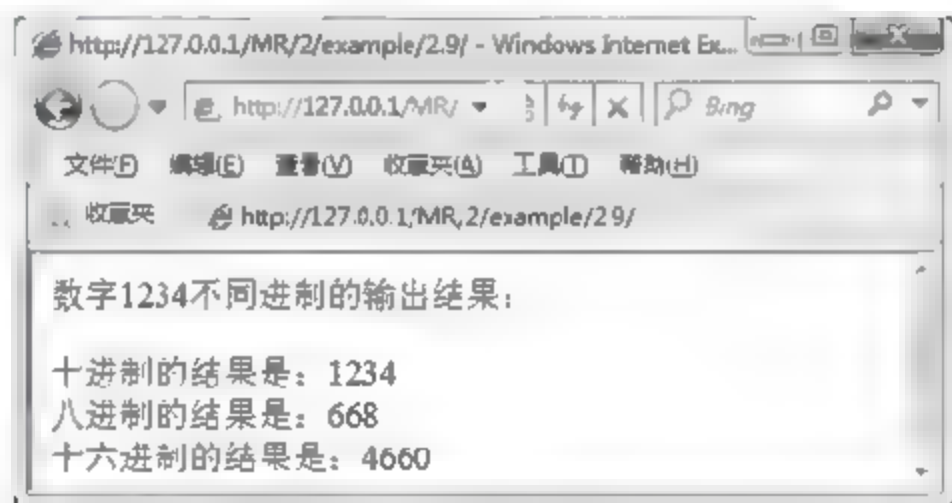 http://127.0.0.1/MR/2/example/2.9/ - Windows Internet Ex...
http://127.0.0.1/MR/ Bing
文件(F) 编辑(E) 查看(V) 收藏夹(A) 工具(T) 帮助(H)
收藏夹 http://127.0.0.1/MR/2/example/2.9/
数字1234不同进制的输出结果：
十进制的结果是：1234
八进制的结果是：668
十六进制的结果是：4660